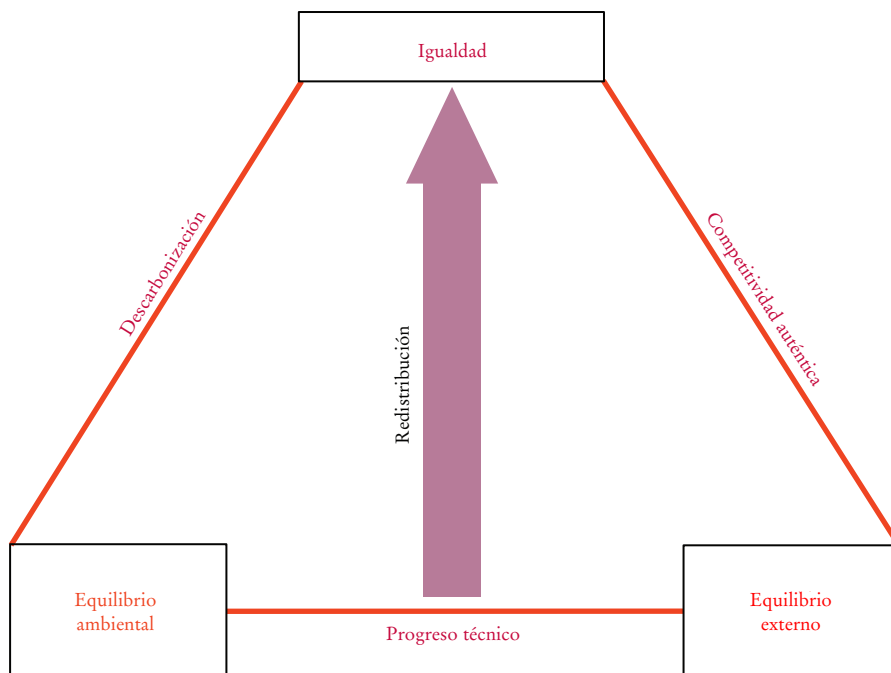 Igualdad
Descarbonización
Competitividad auténtica
Redistribución
Equilibrio
ambiental
Equilibrio
externo
Progreso técnico